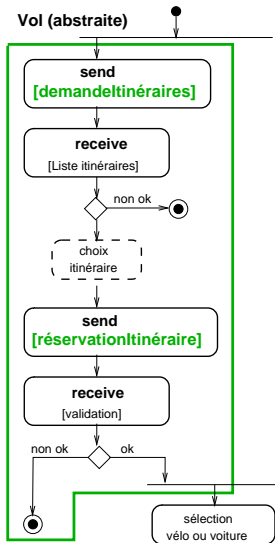 Vol (abstraite)
send
[demandeItinéraires]
receive
[Liste itinéraires]
non ok
choix
itinéraire
send
[réservationItinéraire]
receive
[validation]
non ok
ok
sélection
vélo ou voiture